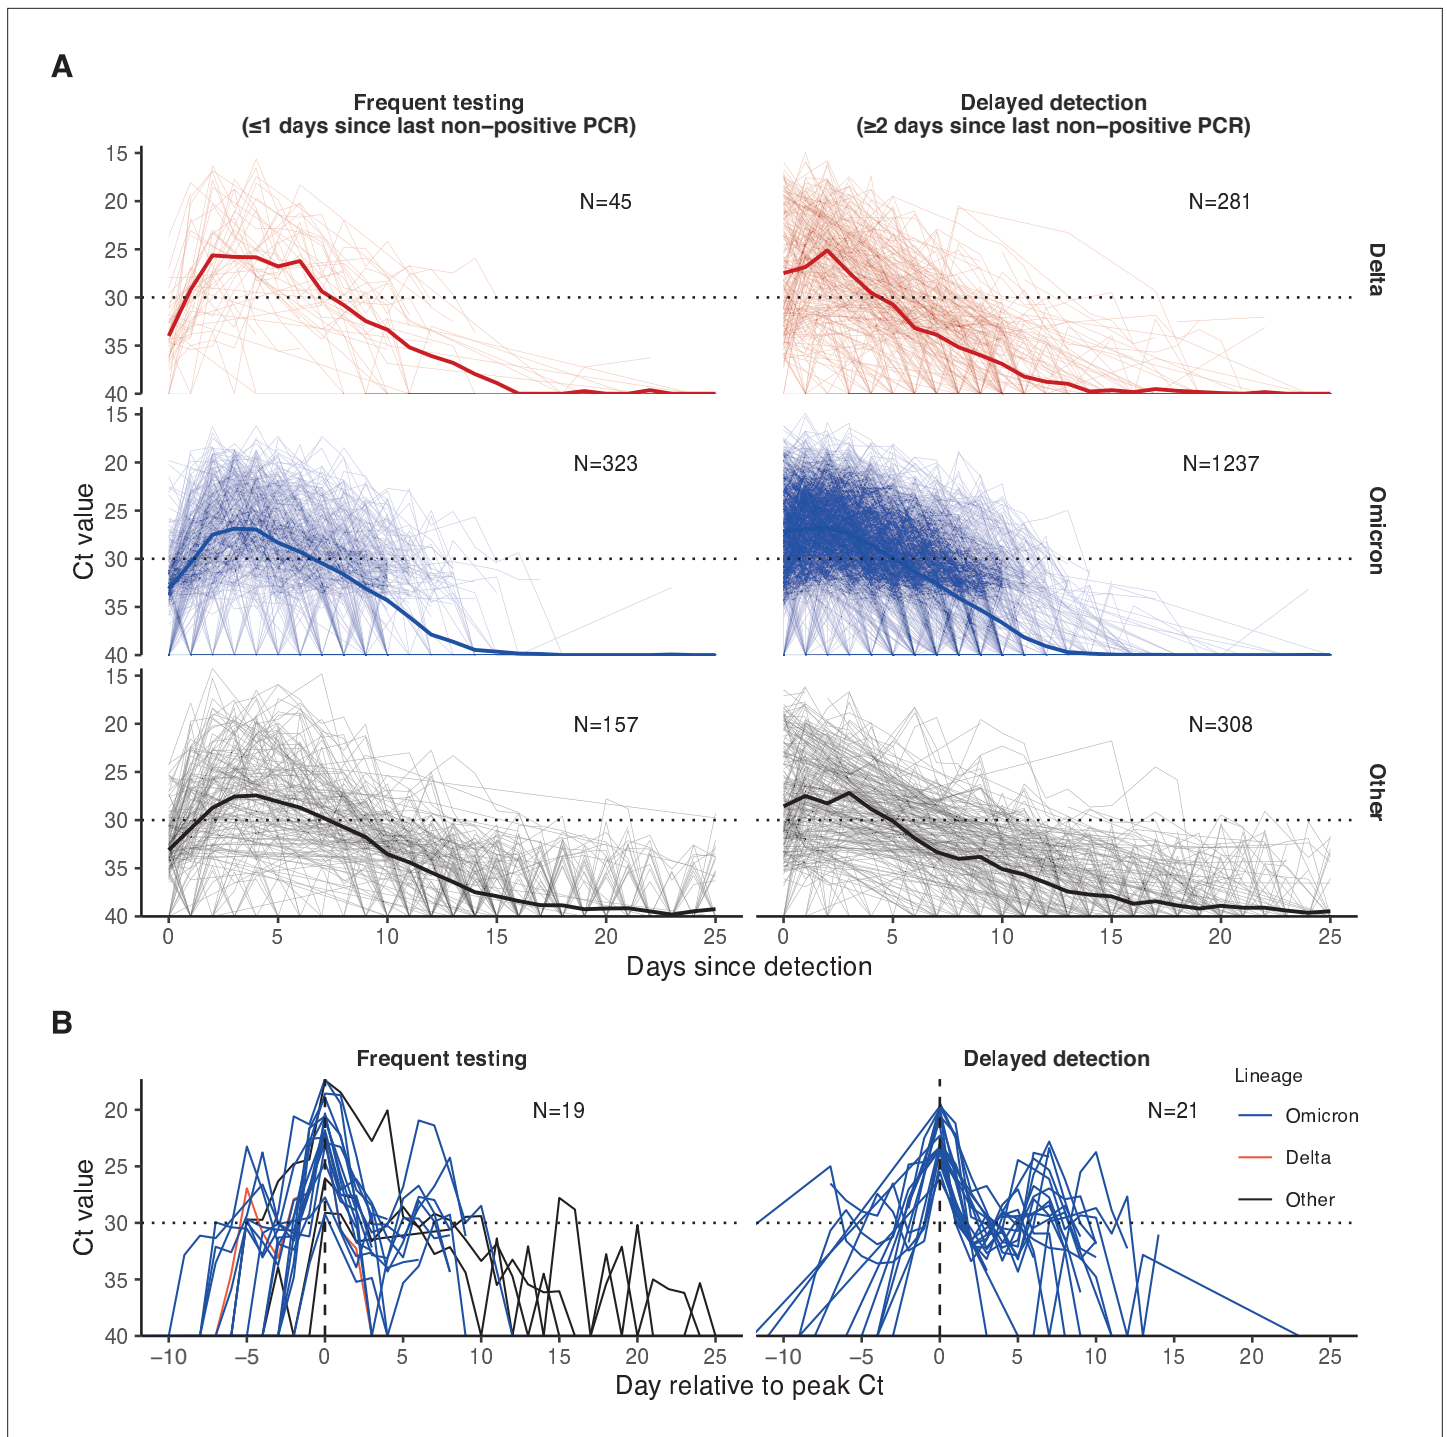 A
Frequent testing
(≤1 days since last non−positive PCR)
Delayed detection
(≥2 days since last non−positive PCR)
15
20
25
30
35
40
N=45
N=281
Delta
15
20
25
30
35
40
N=323
N=1237
Omicron
Ct value
15
20
25
30
35
40
N=157
N=308
Other
0 5 10 15 20 25
0 5 10 15 20 25
Days since detection
B
Frequent testing
Delayed detection
20
25
30
35
40
Ct value
N=19
N=21
Lineage
Omicron
Delta
Other
−10 −5 0 5 10 15 20 25
−10 −5 0 5 10 15 20 25
Day relative to peak Ct